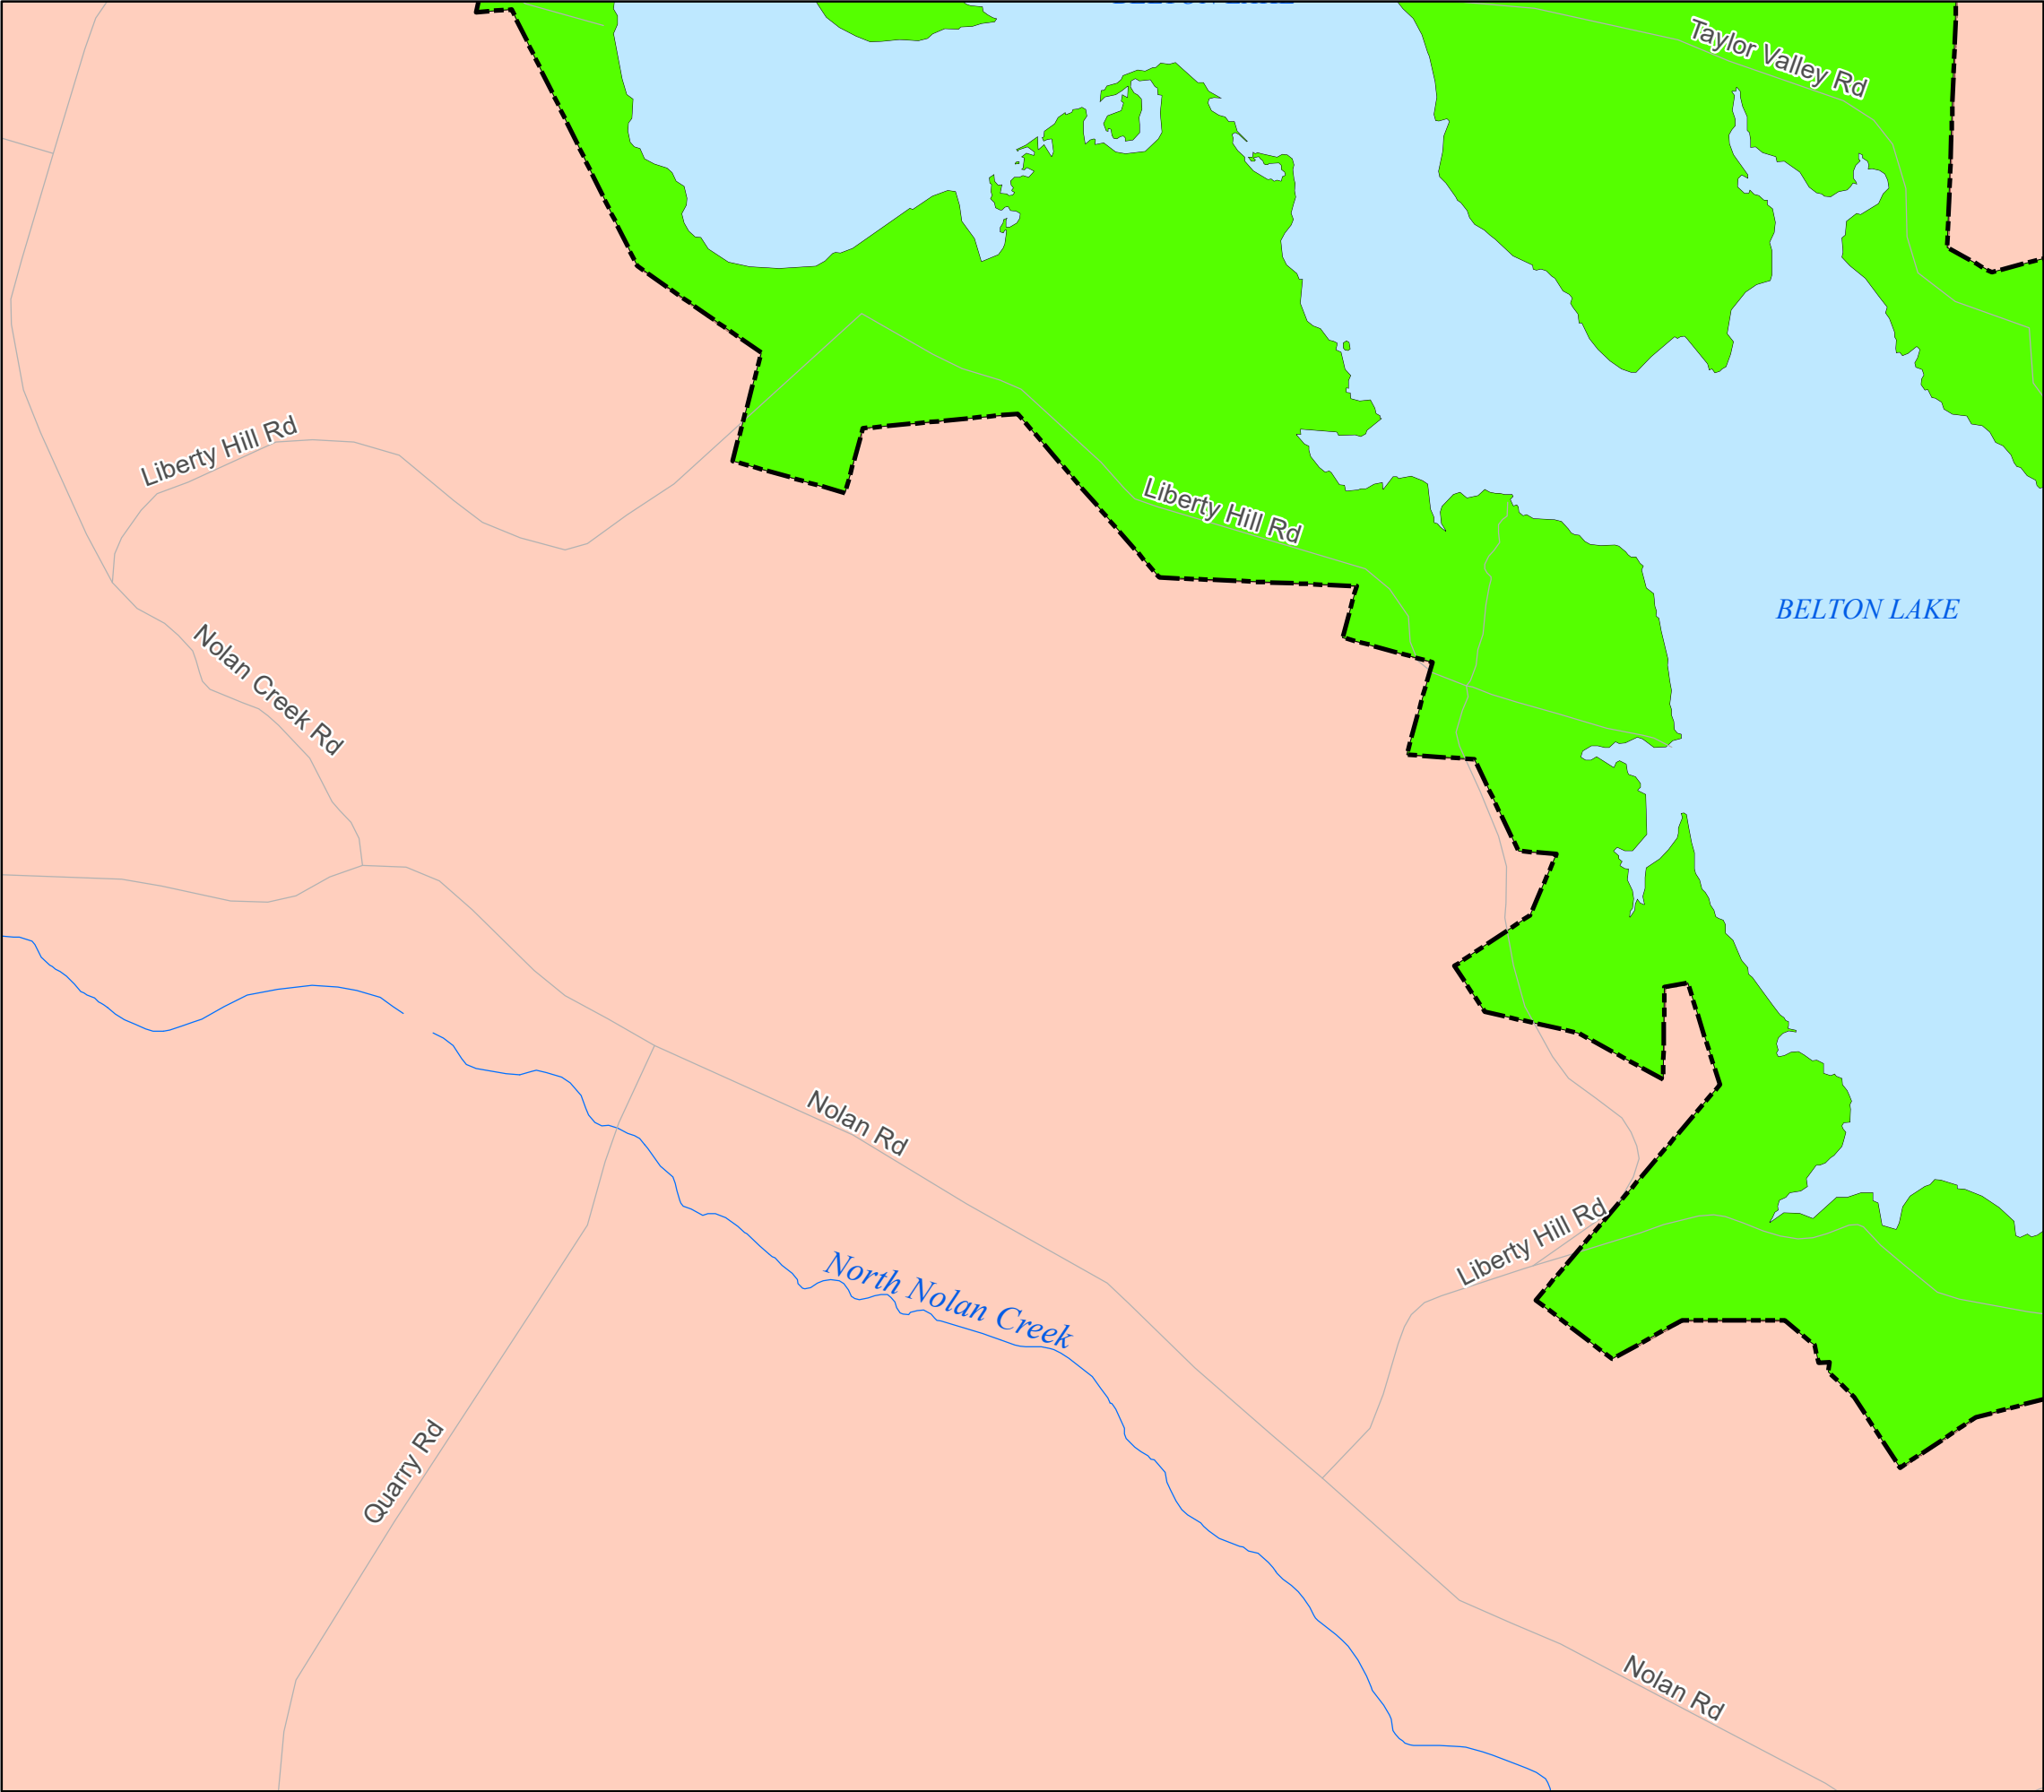 Taylor Valley Rd
Liberty Hill Rd
Liberty Hill Rd
BELTON LAKE
Nolan Creek Rd
Nolan Rd
Liberty Hill Rd
North Nolan Creek
Quarry Rd
Nolan Rd